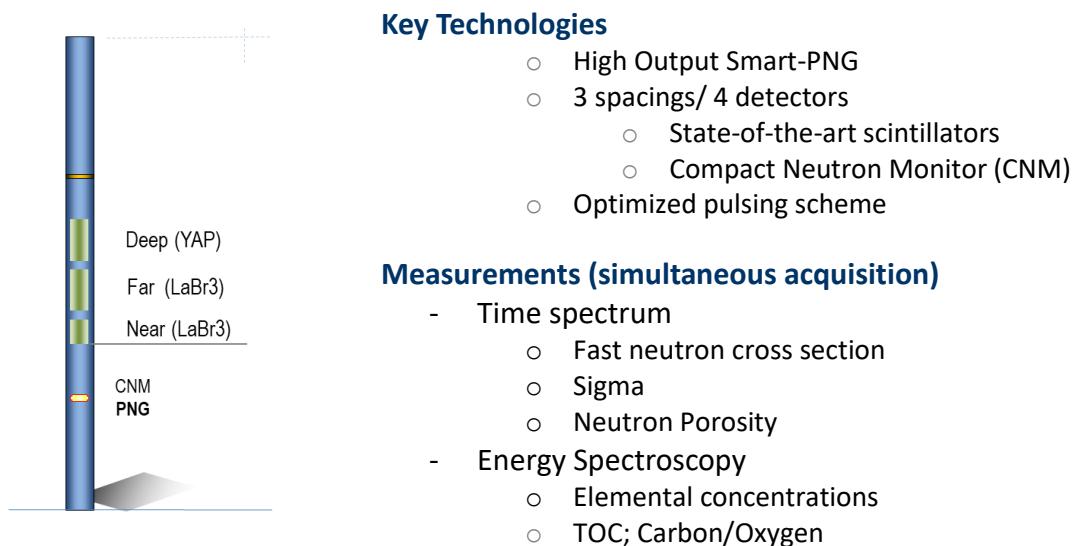 Key Technologies
○ High Output Smart-PNG
○ 3 spacings/ 4 detectors
○ State-of-the-art scintillators
○ Compact Neutron Monitor (CNM)
○ Optimized pulsing scheme
Measurements (simultaneous acquisition)
- Time spectrum
○ Fast neutron cross section
○ Sigma
○ Neutron Porosity
- Energy Spectroscopy
○ Elemental concentrations
○ TOC; Carbon/Oxygen
Deep (YAP)
Far (LaBr3)
Near (LaBr3)
CNM
PNG